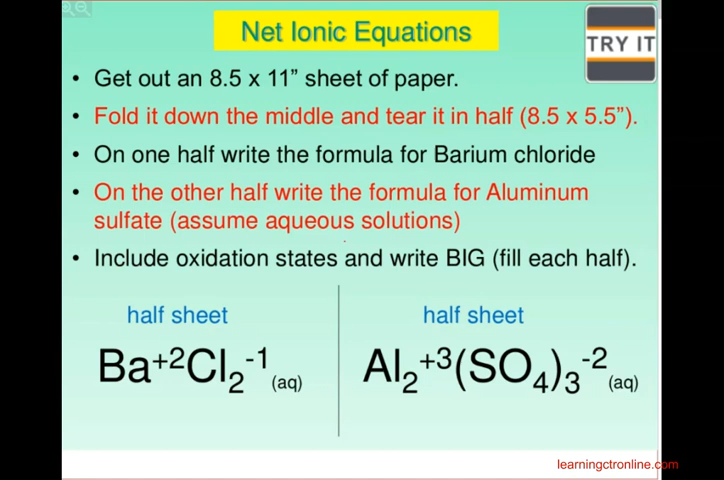 Net Ionic Equations
TRY IT
• Get out an 8.5 x 11” sheet of paper.
• Fold it down the middle and tear it in half (8.5 x 5.5”).
• On one half write the formula for Barium chloride
• On the other half write the formula for Aluminum
sulfate (assume aqueous solutions)
• Include oxidation states and write BIG (fill each half).
half sheet
Ba⁺²Cl₂⁻¹(aq)
half sheet
Al₂⁺³(SO₄)₃⁻²(aq)
learningctronline.com